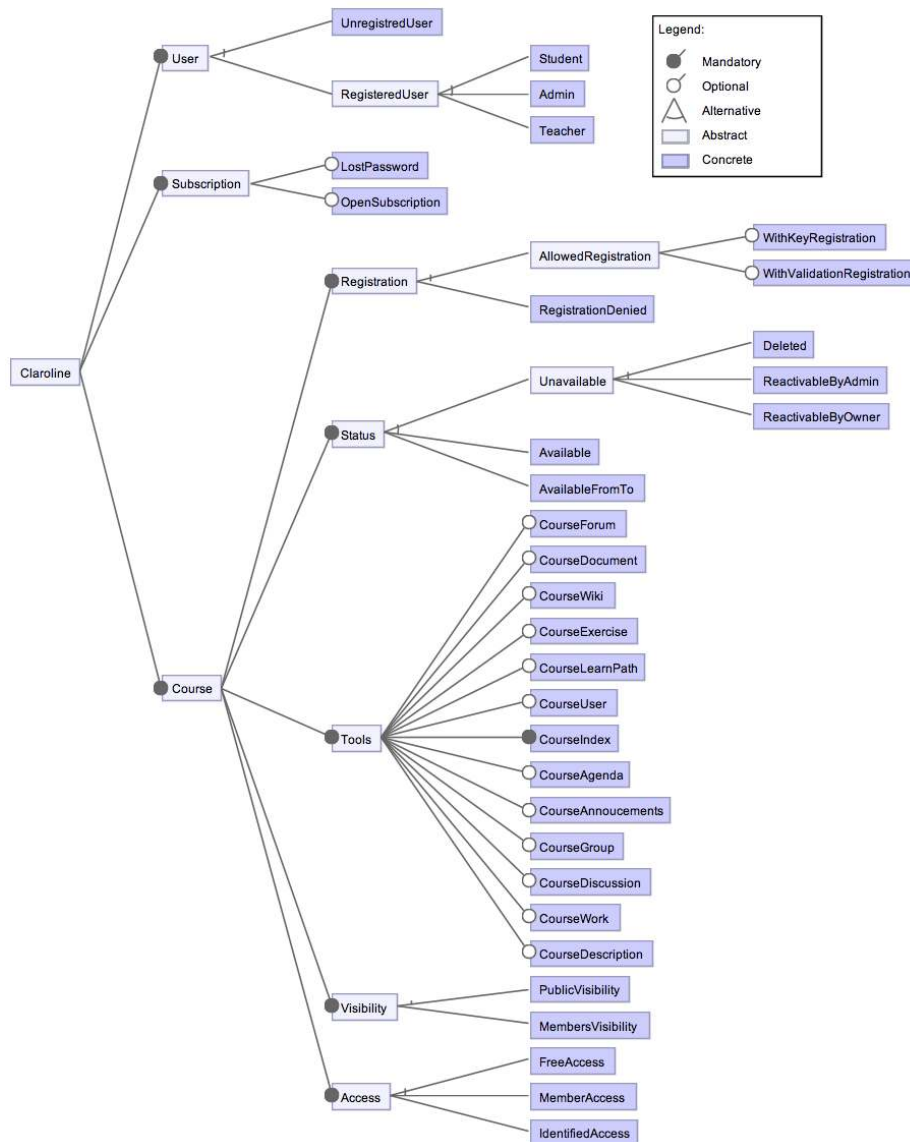 UnregistredUser
Legend:
User
Mandatory
Student
Optional
RegisteredUser
Admin
Alternative
Teacher
Abstract
Concrete
LostPassword
Subscription
OpenSubscription
WithKeyRegistration
AllowedRegistration
WithValidationRegistration
Registration
RegistrationDenied
Deleted
Claroline
Unavailable
ReactivableByAdmin
ReactivableByOwner
Status
Available
AvailableFromTo
CourseForum
CourseDocument
CourseWiki
CourseExercise
CourseLearnPath
Course
CourseUser
Tools
CourseIndex
CourseAgenda
CourseAnnoucements
CourseGroup
CourseDiscussion
CourseWork
CourseDescription
PublicVisibility
Visibility
MembersVisibility
FreeAccess
Access
MemberAccess
IdentifiedAccess